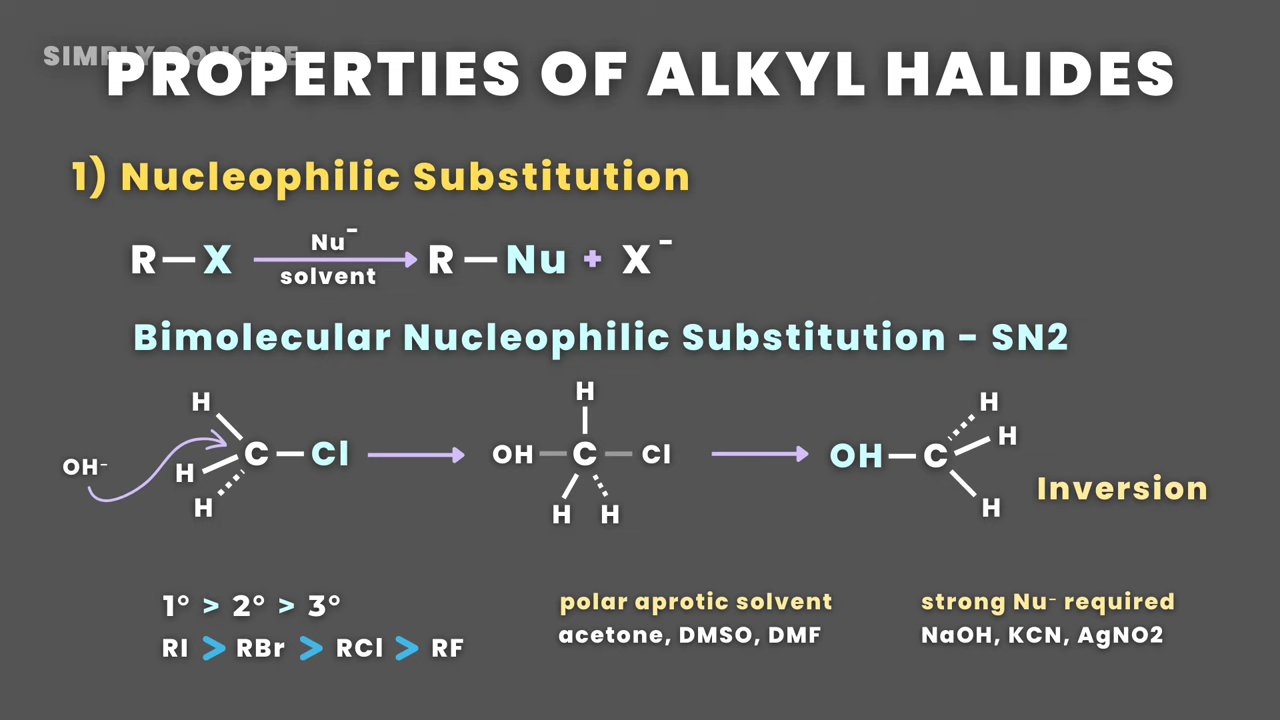 SIMPLY CONCISE
PROPERTIES OF ALKYL HALIDES
1) Nucleophilic Substitution
R—X Nu⁻ solvent R—Nu + X⁻
Bimolecular Nucleophilic Substitution - SN2
OH⁻ H H H C—Cl
H OH C Cl H H
OH—C H H H
Inversion
1° > 2° > 3°
RI > RBr > RCl > RF
polar aprotic solvent
acetone, DMSO, DMF
strong Nu⁻ required
NaOH, KCN, AgNO2